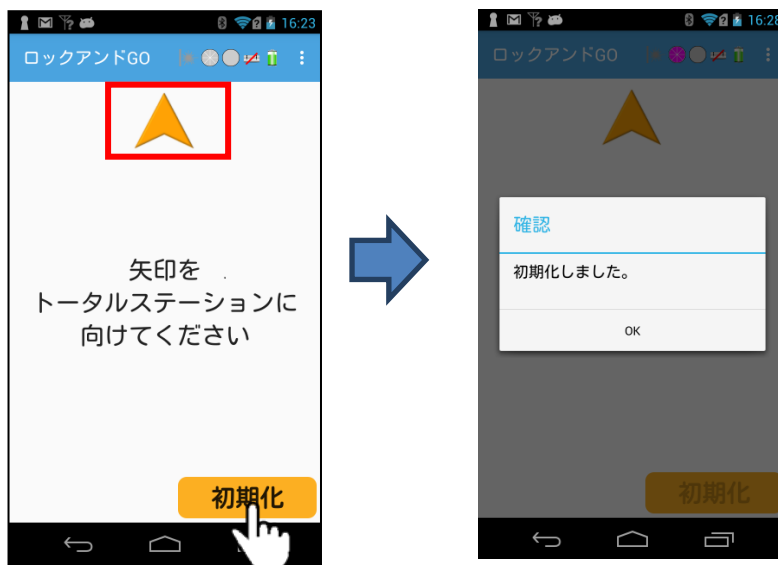 16:23
ロックアンドGO
矢印を
トータルステーションに
向けてください
初期化
16:28
ロックアンドGO
確認
初期化しました。
OK
初期化